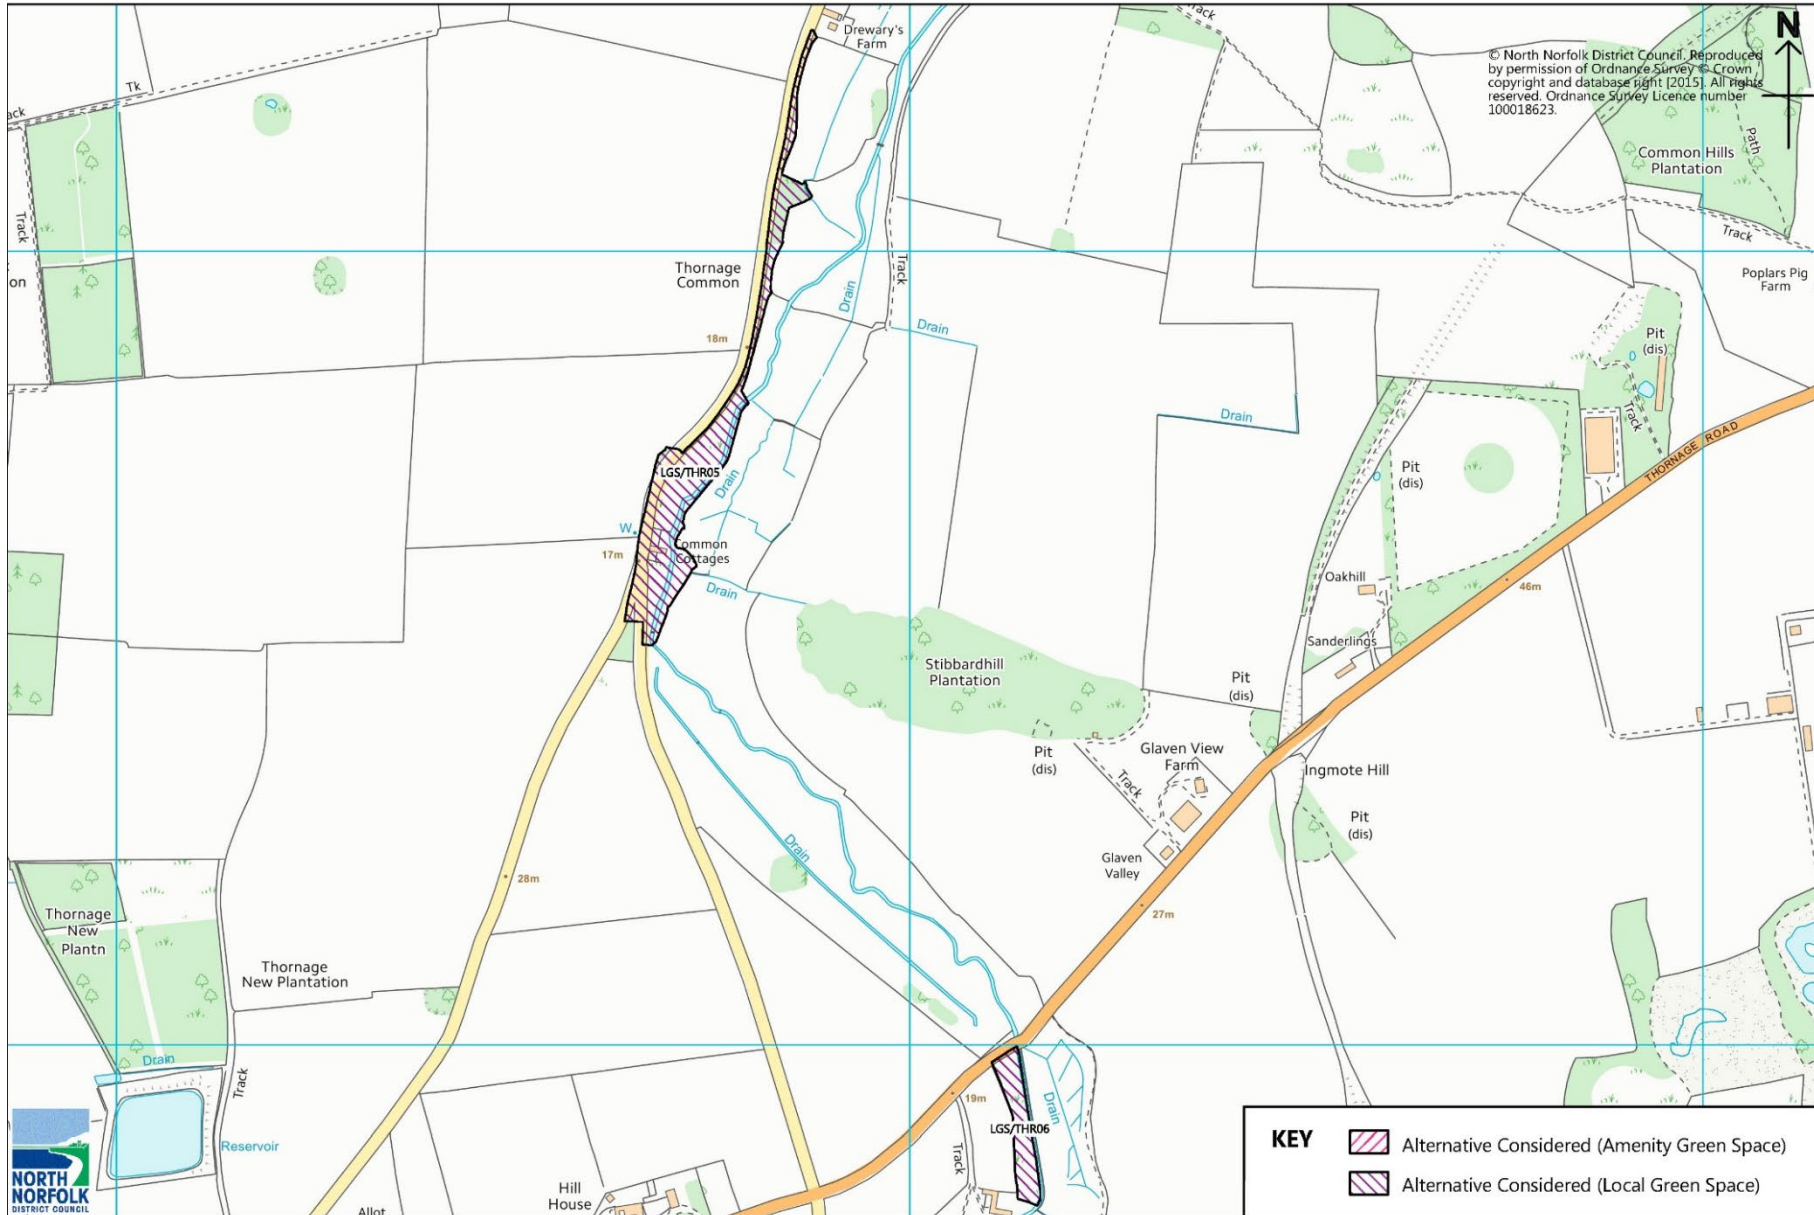 Drewary's
Farm
Track
N
© North Norfolk District Council. Reproduced
by permission of Ordnance Survey © Crown
copyright and database right [2015]. All rights
reserved. Ordnance Survey Licence number
100018623.
Tk
ack
Path
Common Hills
Plantation
Track
Track
Thornage
Common
on
Track
Drain
Poplars Pig
Farm
Drain
Pit
(dis)
18m
Track
Drain
THORNAGE ROAD
LGS/THR05
Drain
Pit
(dis)
W
17m
Common
Cottages
Drain
Oakhill
46m
Sanderlings
Stibbardhill
Plantation
Pit
(dis)
Pit
(dis)
Glaven View
Farm
Track
Ingmote Hill
Pit
(dis)
Drain
Glaven
Valley
28m
27m
Thornage
New
Plantn
Thornage
New Plantation
Drain
Track
19m
Drain
LGS/THR06
Reservoir
Track
KEY
Alternative Considered (Amenity Green Space)
Alternative Considered (Local Green Space)
NORTH
NORFOLK
DISTRICT COUNCIL
Hill
House
Allot